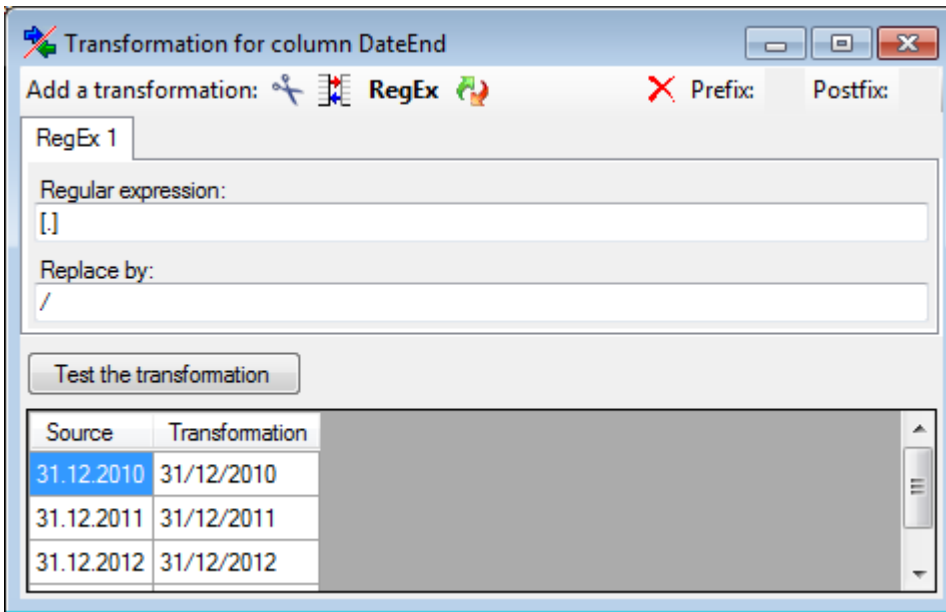 Transformation for column DateEnd
Add a transformation: RegEx Prefix: Postfix:
RegEx 1
Regular expression:
[.]
Replace by:
/
Test the transformation
Source Transformation
31.12.2010 31/12/2010
31.12.2011 31/12/2011
31.12.2012 31/12/2012